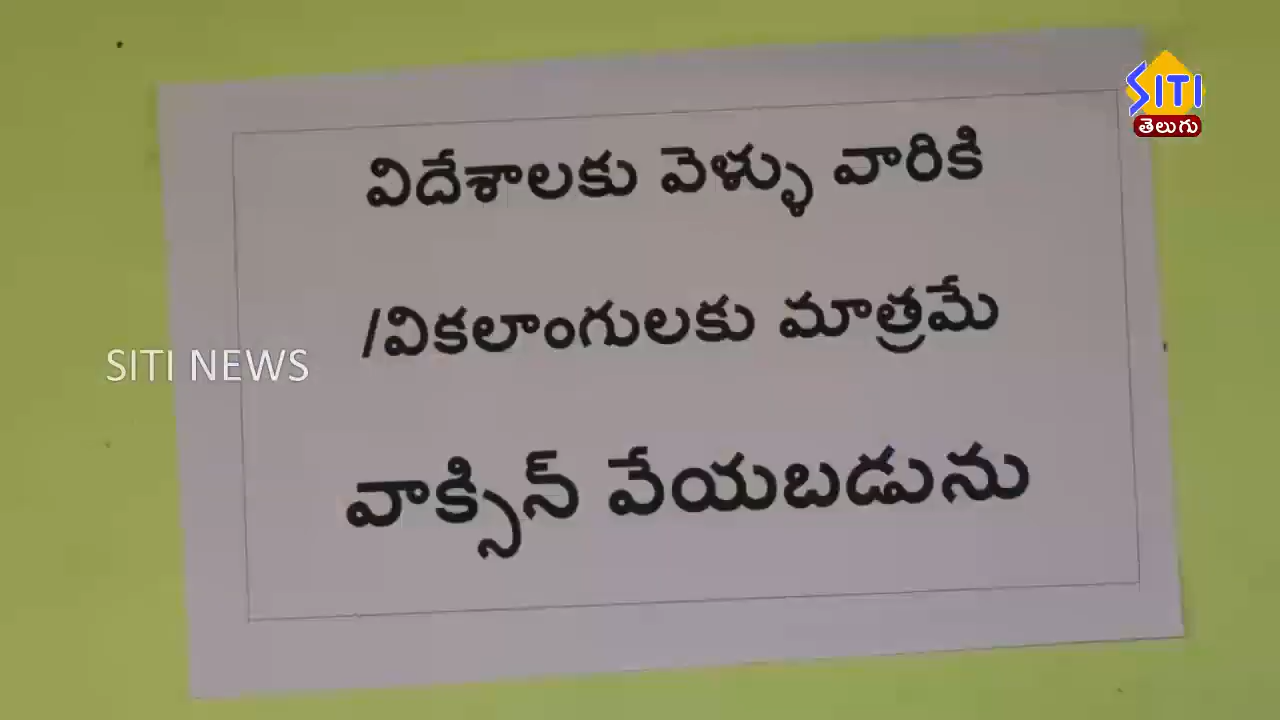 SITI
తెలుగు
విదేశాలకు వెళ్ళు వారికి
/వికలాంగులకు మాత్రమే
SITI NEWS
వాక్సిన్ వేయబడును